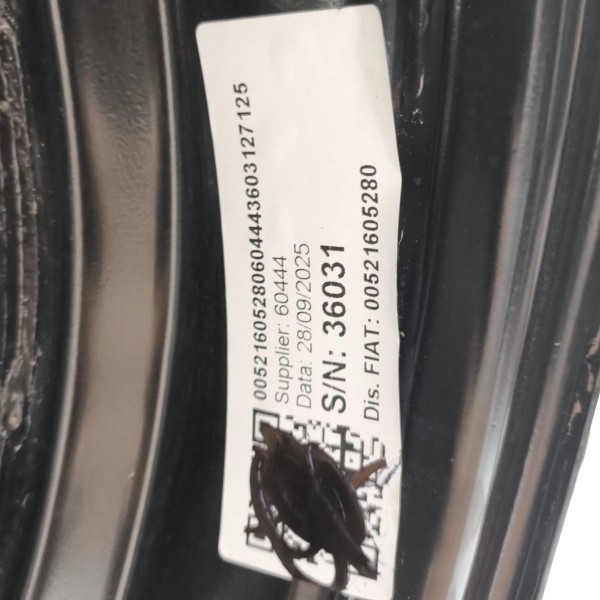 00521605280604443603127125
Supplier: 60444
Data: 28/09/2025
S/N: 36031
Dis. FIAT: 00521605280